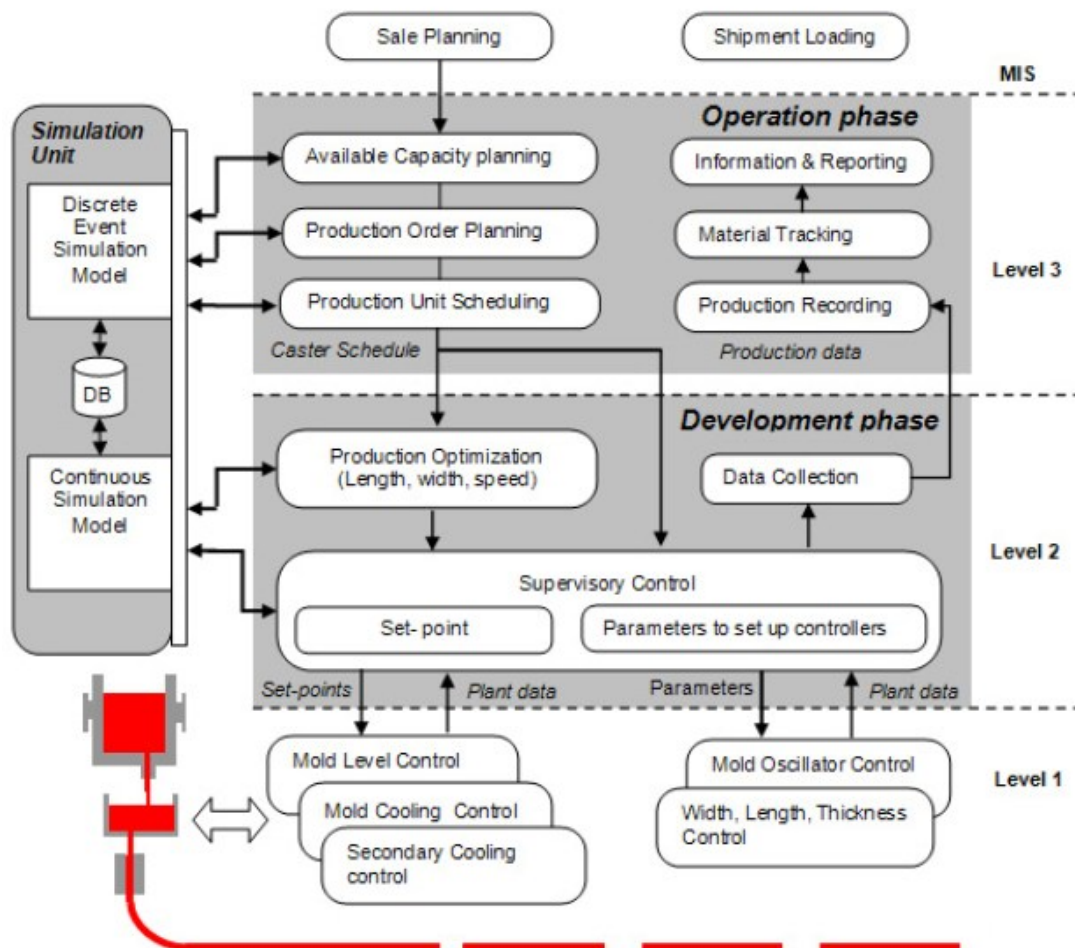 Sale Planning
Shipment Loading
MIS
Simulation
Unit
Operation phase
Available Capacity planning
Information & Reporting
Discrete
Event
Simulation
Model
Production Order Planning
Material Tracking
Level 3
Production Unit Scheduling
Production Recording
Caster Schedule
Production data
DB
Development phase
Production Optimization
(Length, width, speed)
Data Collection
Continuous
Simulation
Model
Level 2
Supervisory Control
Set- point
Parameters to set up controllers
Set-points
Plant data
Parameters
Plant data
Mold Level Control
Mold Oscillator Control
Level 1
Mold Cooling Control
Width, Length, Thickness
Control
Secondary Cooling
control